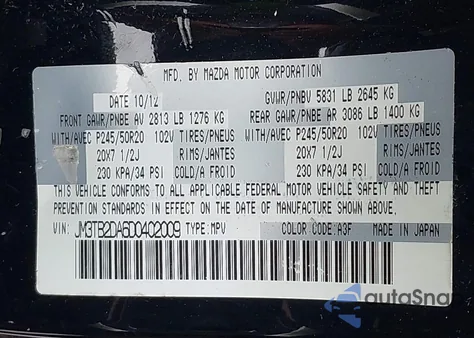 MFD. BY MAZDA MOTOR CORPORATION
DATE 10/12 GVWR/PNBV 5831 LB 2645 KG
FRONT GAWR/PNBE AV 2813 LB 1276 KG REAR GAWR/PNBE AR 3086 LB 1400 KG
WITH/AVEC P245/50R20 102V TIRES/PNEUS WITH/AVEC P245/50R20 102V TIRES/PNEUS
20X7 1/2J RIMS/JANTES 20X7 1/2J RIMS/JANTES
230 KPA/34 PSI COLD/A FROID 230 KPA/34 PSI COLD/A FROID
THIS VEHICLE CONFORMS TO ALL APPLICABLE FEDERAL MOTOR VEHICLE SAFETY AND THEFT
PREVENTION STANDARDS IN EFFECT ON THE DATE OF MANUFACTURE SHOWN ABOVE.
VIN: JM3TB2DA6D0402009 TYPE: MPV COLOR CODE: A3F MADE IN JAPAN
autoSna